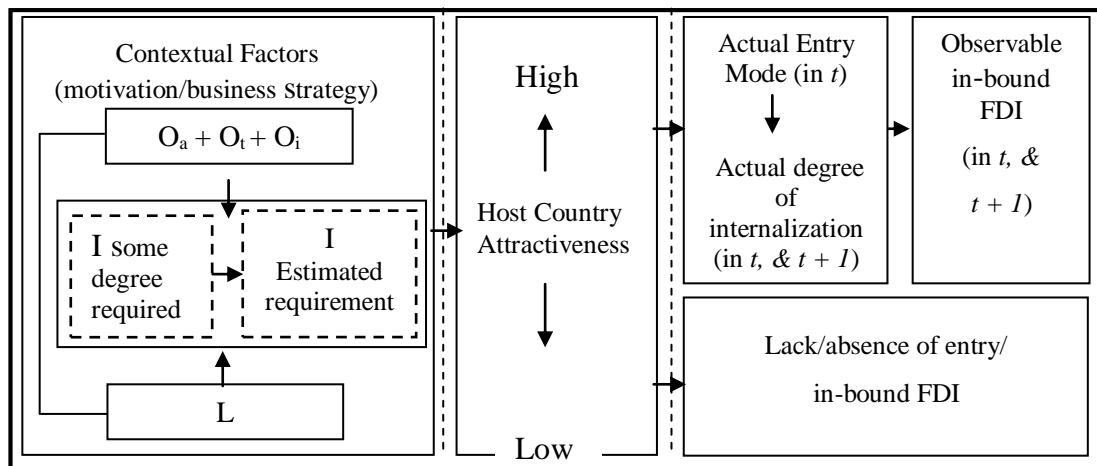 Contextual Factors
(motivation/business Strategy)
Oa + Ot + Oi
I some
degree
required
I
Estimated
requirement
L
High
Host Country
Attractiveness
Low
Actual Entry
Mode (in t)
Actual degree
of
internalization
(in t, & t + 1)
Observable
in-bound
FDI
(in t, &
t + 1)
Lack/absence of entry/
in-bound FDI